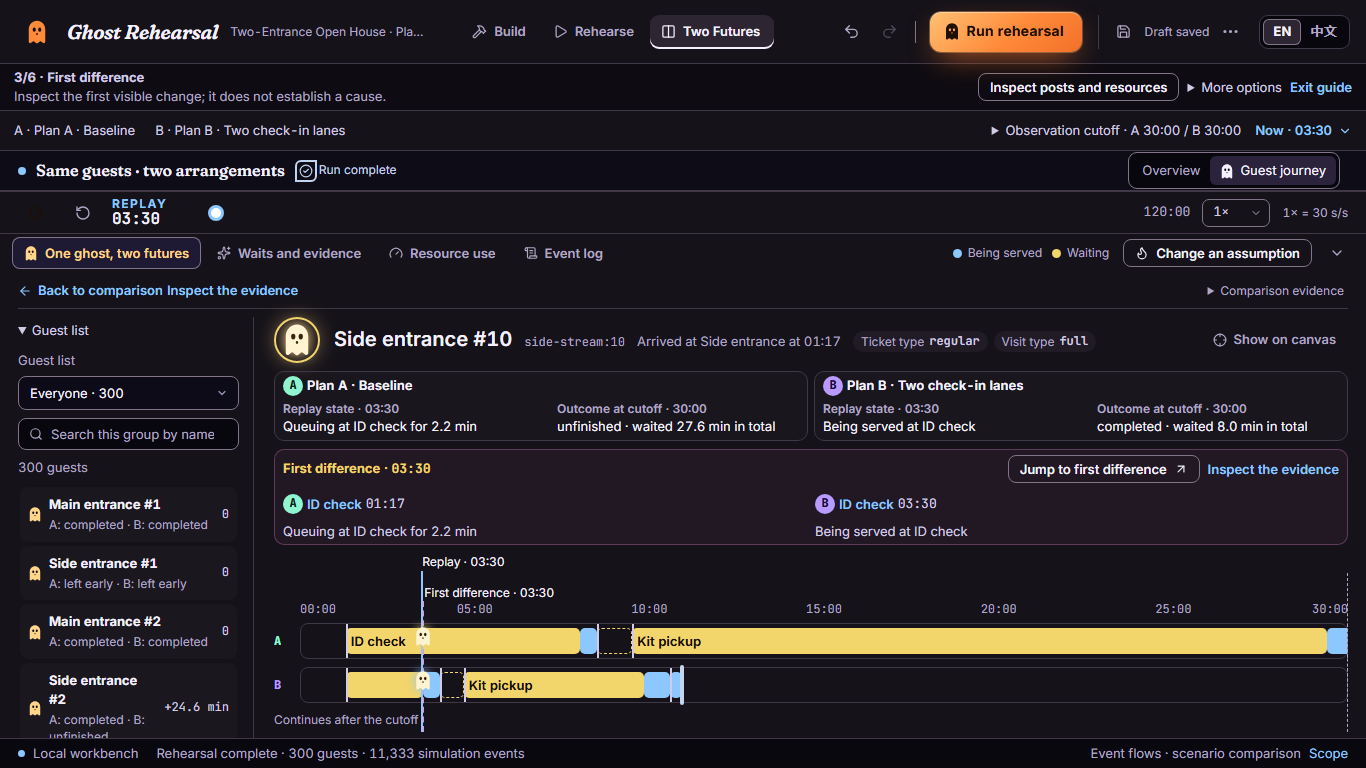 Ghost Rehearsal
Two-Entrance Open House · Pla...
Build
Rehearse
Two Futures
Run rehearsal
Draft saved
EN
中文
3/6 · First difference
Inspect the first visible change; it does not establish a cause.
Inspect posts and resources
More options
Exit guide
A · Plan A · Baseline
B · Plan B · Two check-in lanes
Observation cutoff · A 30:00 / B 30:00
Now · 03:30
Same guests · two arrangements
Run complete
Overview
Guest journey
REPLAY
03:30
120:00
1×
1× = 30 s/s
One ghost, two futures
Waits and evidence
Resource use
Event log
Being served
Waiting
Change an assumption
Back to comparison
Inspect the evidence
Comparison evidence
Guest list
Guest list
Everyone · 300
Search this group by name
300 guests
Main entrance #1
A: completed · B: completed
0
Side entrance #1
A: left early · B: left early
0
Main entrance #2
A: completed · B: completed
0
Side entrance
#2
A: completed · B:
unfinished
+24.6 min
Side entrance #10
side-stream:10
Arrived at Side entrance at 01:17
Ticket type regular
Visit type full
Show on canvas
A Plan A · Baseline
Replay state · 03:30
Queuing at ID check for 2.2 min
Outcome at cutoff · 30:00
unfinished · waited 27.6 min in total
B Plan B · Two check-in lanes
Replay state · 03:30
Being served at ID check
Outcome at cutoff · 30:00
completed · waited 8.0 min in total
First difference · 03:30
Jump to first difference
Inspect the evidence
A ID check 01:17
Queuing at ID check for 2.2 min
B ID check 03:30
Being served at ID check
Replay · 03:30
First difference · 03:30
00:00
05:00
10:00
15:00
20:00
25:00
30:00
A
ID check
Kit pickup
B
Kit pickup
Continues after the cutoff
Local workbench
Rehearsal complete · 300 guests · 11,333 simulation events
Event flows · scenario comparison
Scope